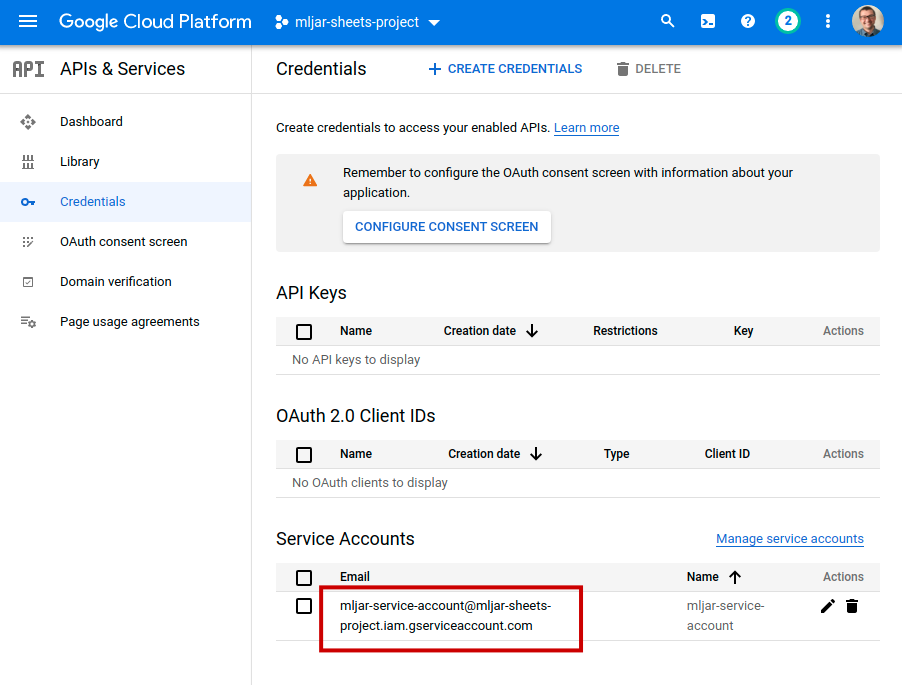 Google Cloud Platform
mljar-sheets-project
2
API APIs & Services
Dashboard
Library
Credentials
OAuth consent screen
Domain verification
Page usage agreements
Credentials
CREATE CREDENTIALS
DELETE
Create credentials to access your enabled APIs. Learn more
Remember to configure the OAuth consent screen with information about your
application.
CONFIGURE CONSENT SCREEN
API Keys
Name Creation date Restrictions Key Actions
No API keys to display
OAuth 2.0 Client IDs
Name Creation date Type Client ID Actions
No OAuth clients to display
Service Accounts Manage service accounts
Email Name Actions
mljar-service-account@mljar-sheets- mljar-service-
project.iam.gserviceaccount.com account